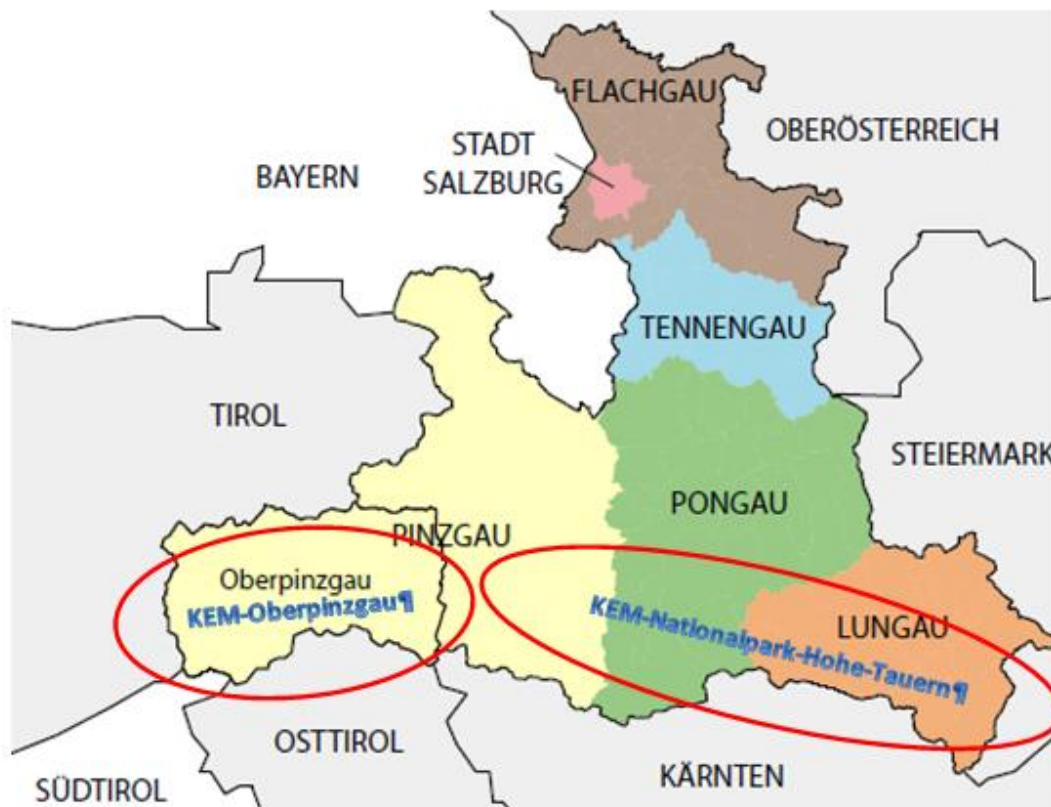 FLACHGAU
OBERÖSTERREICH
STADT
SALZBURG
BAYERN
TENNENGAU
TIROL
STEIERMARK
PONGAU
PINZGAU
Oberpinzgau
KEM-Oberpinzgau¶
KEM-Nationalpark-Hohe-Tauern¶
LUNGAU
OSTTIROL
KÄRNTEN
SÜDTIROL